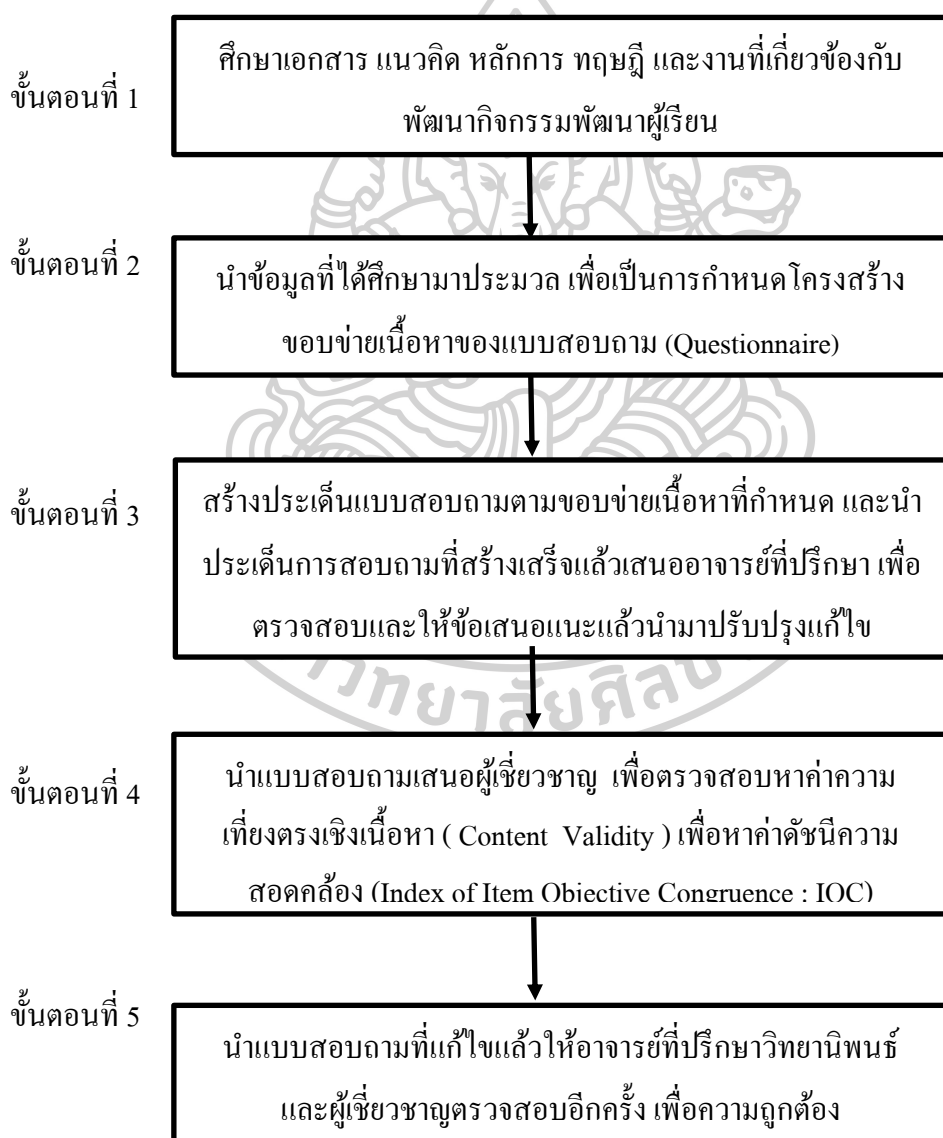 ขั้นตอนที่ 1
ศึกษาเอกสาร แนวคิด หลักการ ทฤษฎี และงานที่เกี่ยวข้องกับ
พัฒนากิจกรรมพัฒนาผู้เรียน
ขั้นตอนที่ 2
นำข้อมูลที่ได้ศึกษามาประมวล เพื่อเป็นการกำหนดโครงสร้าง
ขอบข่ายเนื้อหาของแบบสอบถาม (Questionnaire)
ขั้นตอนที่ 3
สร้างประเด็นแบบสอบถามตามขอบข่ายเนื้อหาที่กำหนด และนำ
ประเด็นการสอบถามที่สร้างเสร็จแล้วเสนออาจารย์ที่ปรึกษา เพื่อ
ตรวจสอบและให้ข้อเสนอแนะแล้วนำมาปรับปรุงแก้ไข
วิทยาลัยศิลป
ขั้นตอนที่ 4
นำแบบสอบถามเสนอผู้เชี่ยวชาญ เพื่อตรวจสอบหาค่าความ
เที่ยงตรงเชิงเนื้อหา ( Content Validity ) เพื่อหาค่าดัชนีความ
สอดคล้อง (Index of Item Objective Congruence : IOC)
ขั้นตอนที่ 5
นำแบบสอบถามที่แก้ไขแล้วให้อาจารย์ที่ปรึกษาวิทยานิพนธ์
และผู้เชี่ยวชาญตรวจสอบอีกครั้ง เพื่อความถูกต้อง